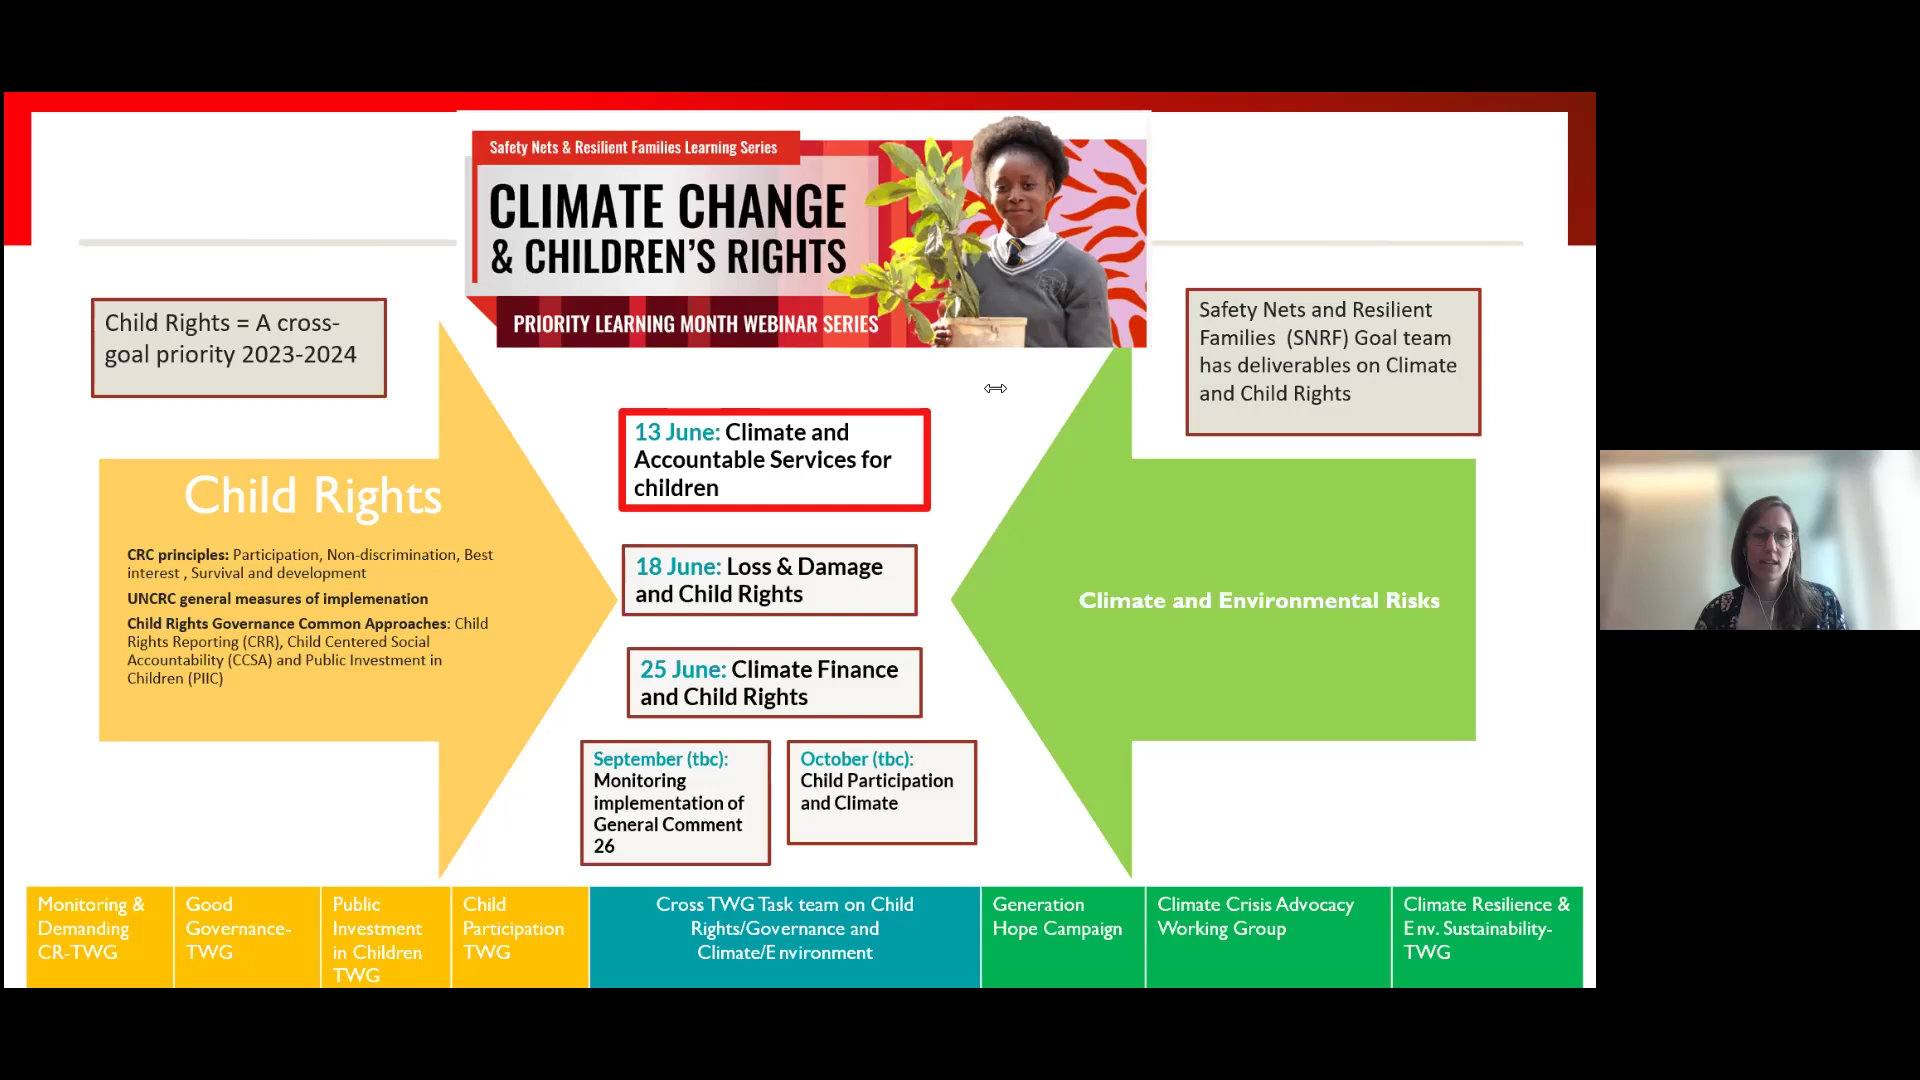 Safety Nets & Resilient Families Learning Series
CLIMATE CHANGE
& CHILDREN'S RIGHTS
PRIORITY LEARNING MONTH WEBINAR SERIES
Child Rights = A cross-
goal priority 2023-2024
Safety Nets and Resilient
Families (SNRF) Goal team
has deliverables on Climate
and Child Rights
Child Rights
CRC principles: Participation, Non-discrimination, Best
interest , Survival and development
UNCRC general measures of implemenation
Child Rights Governance Common Approaches: Child
Rights Reporting (CRR), Child Centered Social
Accountability (CCSA) and Public Investment in
Children (PIIC)
13 June: Climate and
Accountable Services for
children
18 June: Loss & Damage
and Child Rights
25 June: Climate Finance
and Child Rights
September (tbc):
Monitoring
implementation of
General Comment
26
October (tbc):
Child Participation
and Climate
Climate and Environmental Risks
Monitoring &
Demanding
CR-TWG
Good
Governance-
TWG
Public
Investment
in Children
TWG
Child
Participation
TWG
Cross TWG Task team on Child
Rights/Governance and
Climate/Environment
Generation
Hope Campaign
Climate Crisis Advocacy
Working Group
Climate Resilience &
Env. Sustainability-
TWG